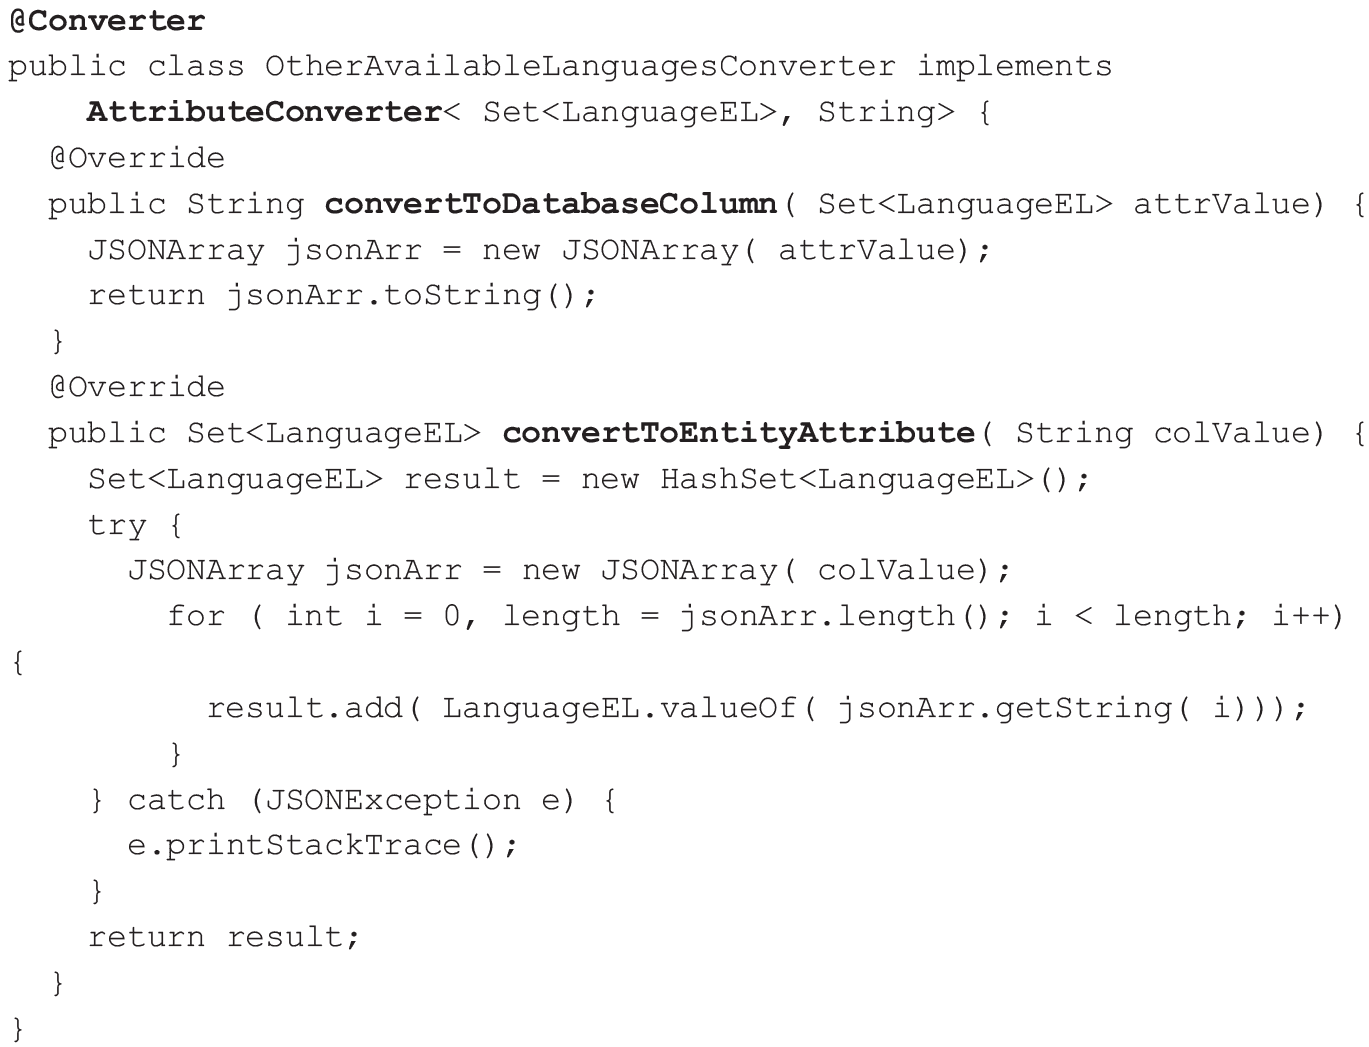 @Converter
public class OtherAvailableLanguagesConverter implements
    AttributeConverter< Set<LanguageEL>, String> {
  @Override
  public String convertToDatabaseColumn( Set<LanguageEL> attrValue) {
    JSONArray jsonArr = new JSONArray( attrValue);
    return jsonArr.toString();
  }
  @Override
  public Set<LanguageEL> convertToEntityAttribute( String colValue) {
    Set<LanguageEL> result = new HashSet<LanguageEL>();
    try {
      JSONArray jsonArr = new JSONArray( colValue);
        for ( int i = 0, length = jsonArr.length(); i < length; i++)
{
          result.add( LanguageEL.valueOf( jsonArr.getString( i)));
        }
    } catch (JSONException e) {
      e.printStackTrace();
    }
    return result;
  }
}